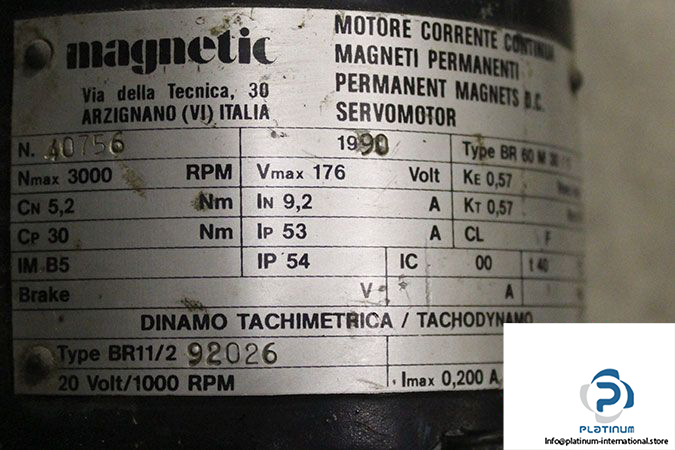 magnetic
Via della Tecnica, 30
ARZIGNANO (VI) ITALIA
MOTORE CORRENTE CONTINUA
MAGNETI PERMANENTI
PERMANENT MAGNETS D.C.
SERVOMOTOR
N. 40756 1990 Type BR 60 M 30
Nmax 3000 RPM Vmax 176 Volt KE 0,57
CN 5,2 Nm IN 9,2 A KT 0,57
CP 30 Nm IP 53 A CL F
IM B5 IP 54 IC 00 t 40
Brake V A
DINAMO TACHIMETRICA / TACHODYNAMO
Type BR11/2 92026
20 Volt/1000 RPM Imax 0,200 A
PLATINUM
Info@platinum-international.store